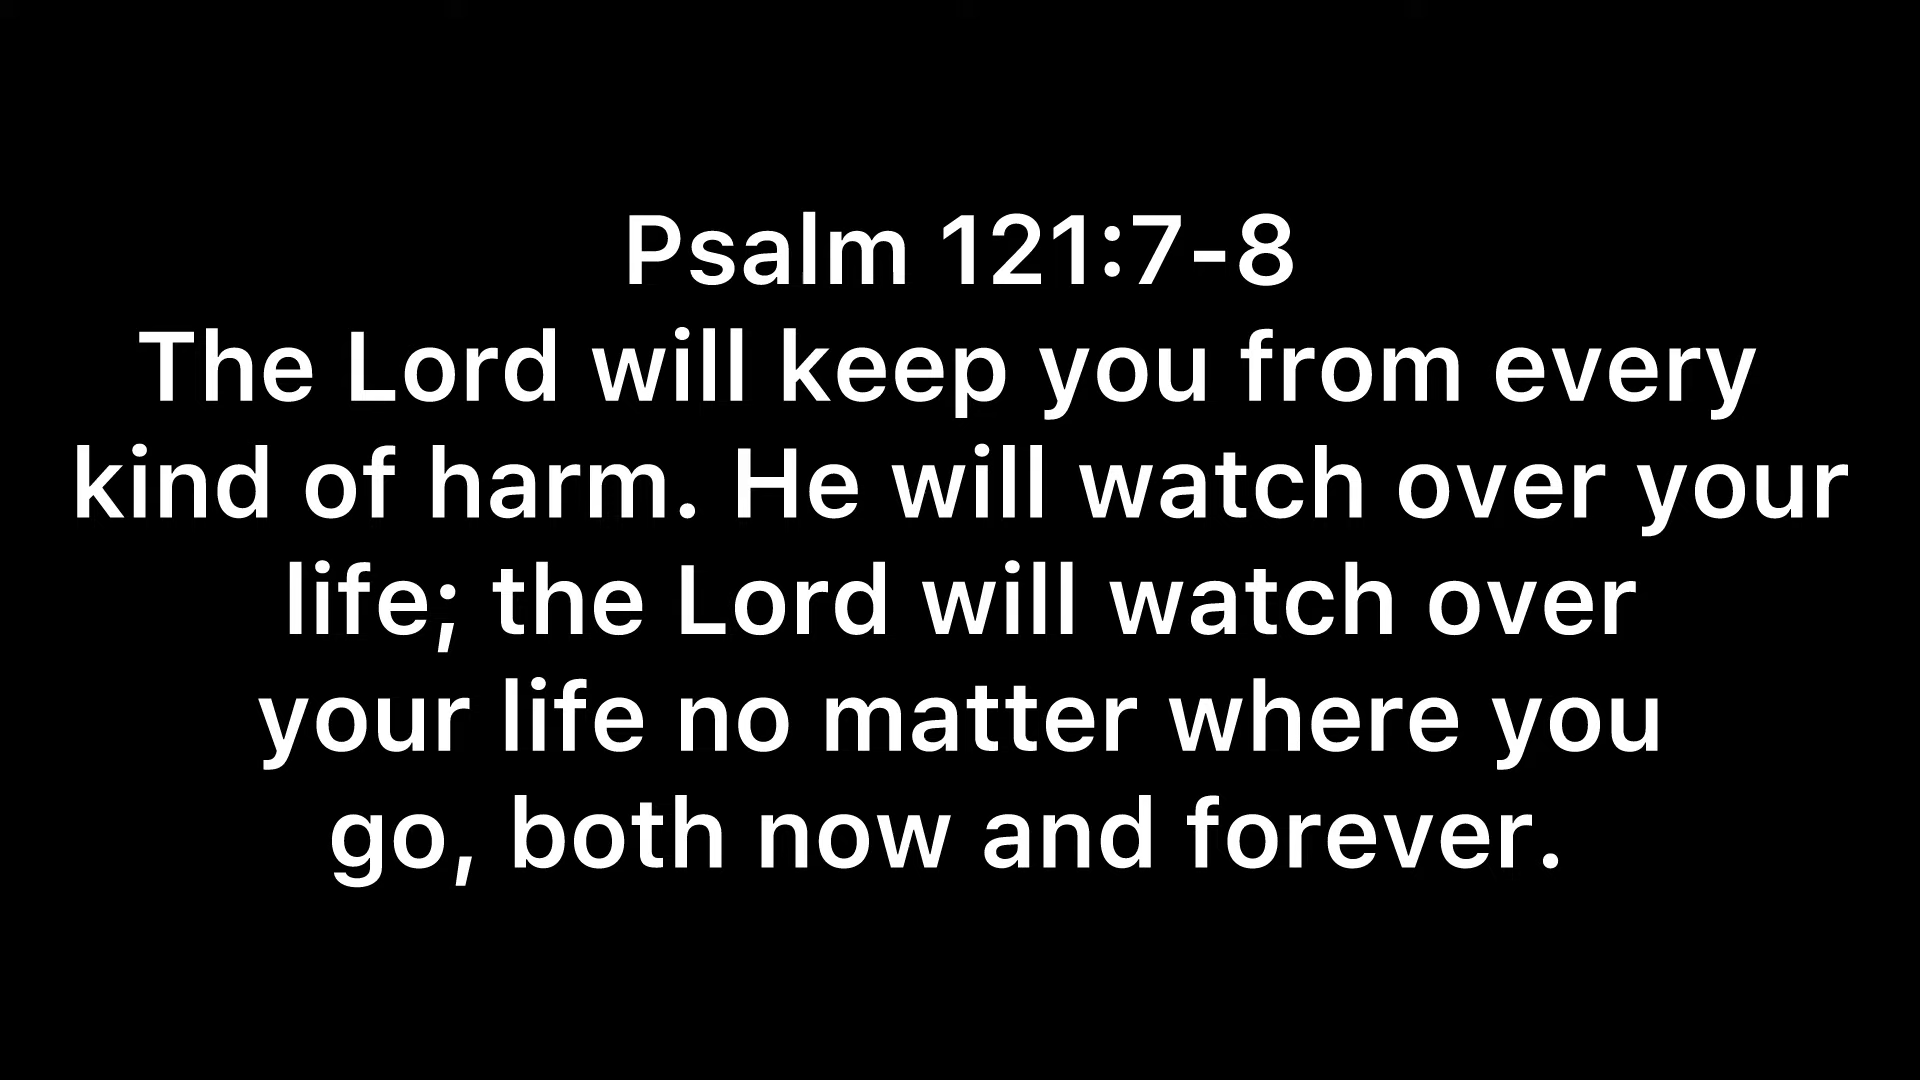 Psalm 121:7-8
The Lord will keep you from every
kind of harm. He will watch over your
life; the Lord will watch over
your life no matter where you
go, both now and forever.